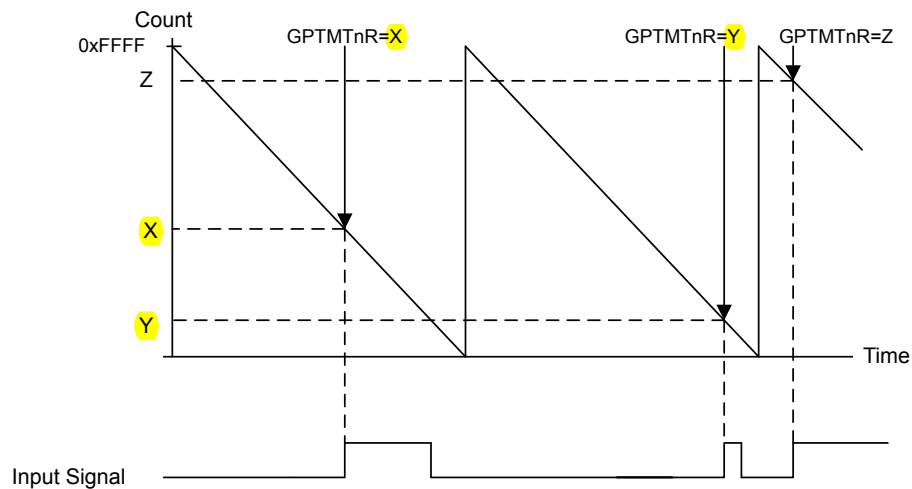 Count
0xFFFF
GPTMTnR=X
GPTMTnR=Y
GPTMTnR=Z
Z
X
Y
Time
Input Signal